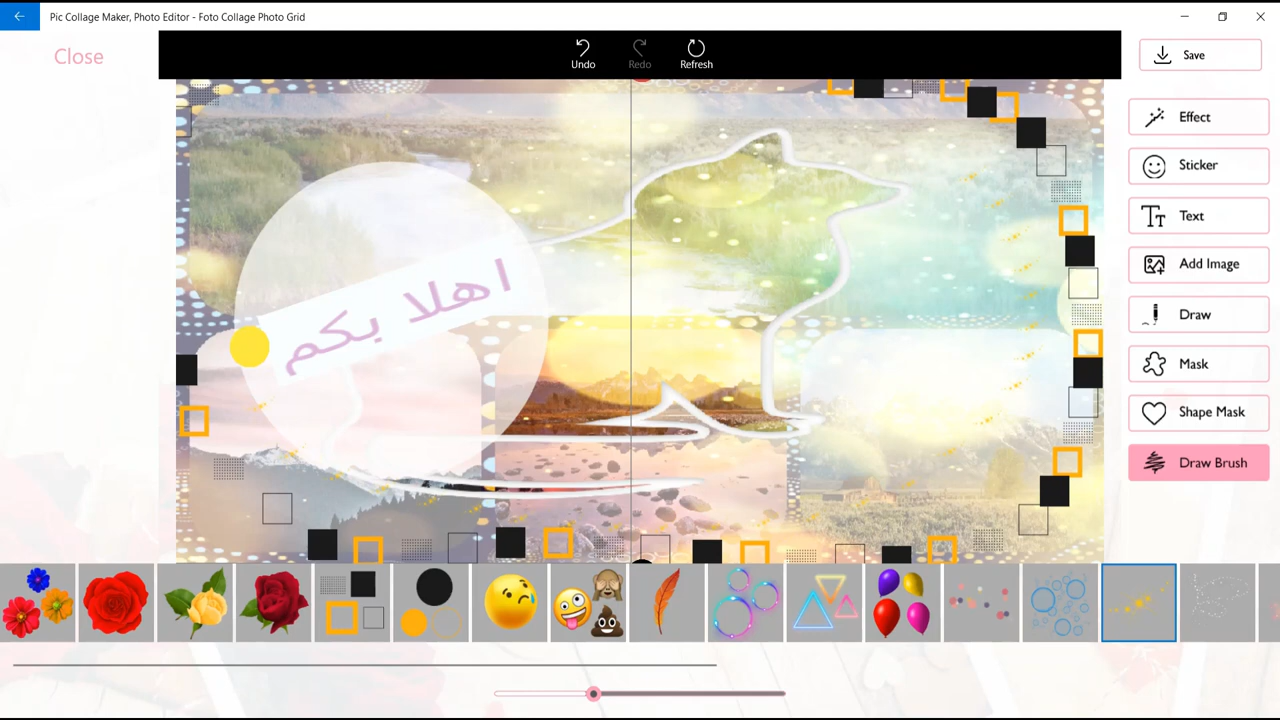 Pic Collage Maker, Photo Editor - Foto Collage Photo Grid
Close
Undo
Redo
Refresh
Save
Effect
Sticker
Text
Add Image
Draw
Mask
Shape Mask
Draw Brush
اهلا بكم